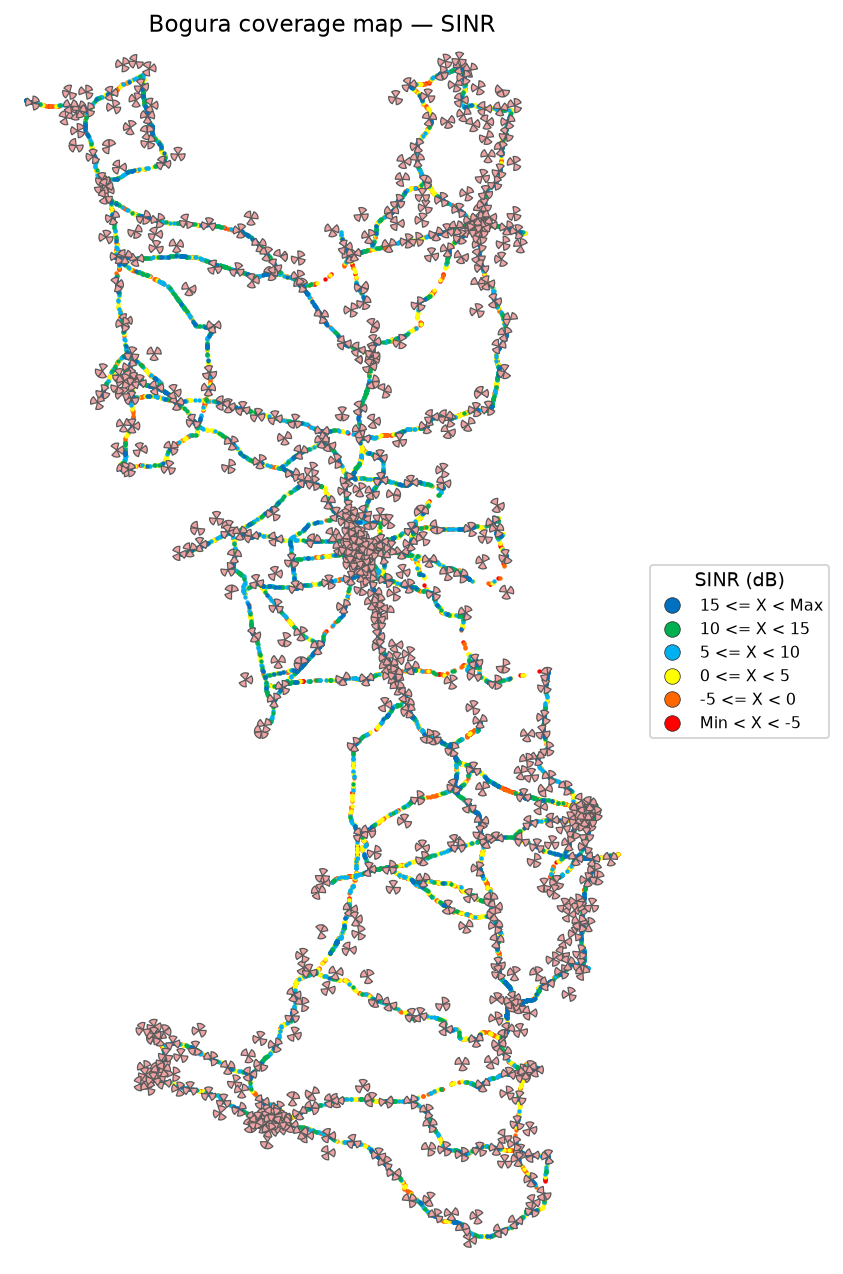 Bogura coverage map — SINR
SINR (dB)
15 <= X < Max
10 <= X < 15
5 <= X < 10
0 <= X < 5
-5 <= X < 0
Min < X < -5